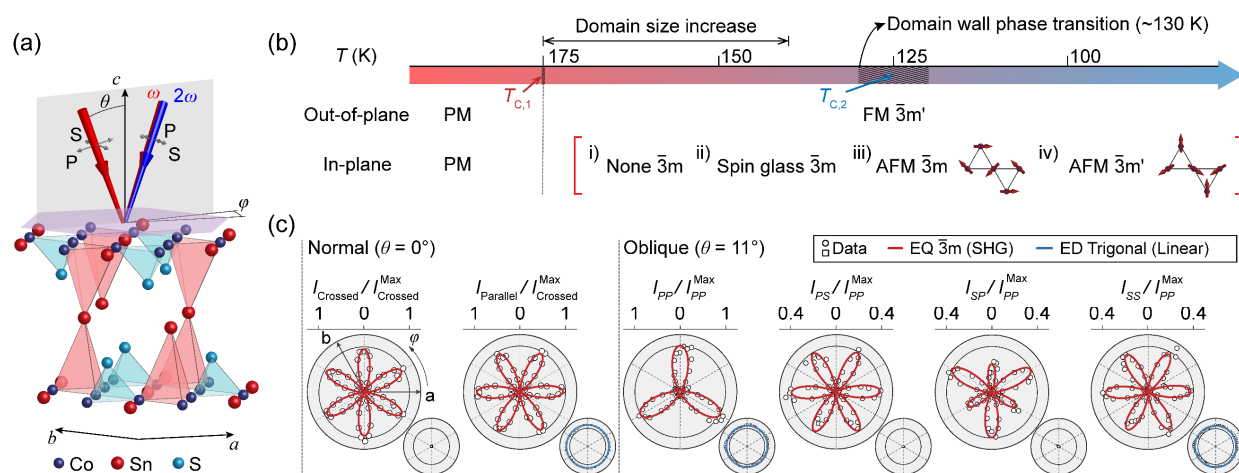 (a)
c
θ
ω
2ω
S
P
P
S
φ
b
a
Co Sn S
(b)
Domain size increase
Domain wall phase transition (~130 K)
T (K)
175
150
125
100
T_C,1
T_C,2
Out-of-plane
PM
FM 3̅m'
In-plane
PM
i) None 3̅m
ii) Spin glass 3̅m
iii) AFM 3̅m
iv) AFM 3̅m'
(c)
Normal (θ = 0°)
Oblique (θ = 11°)
Data
EQ 3̅m (SHG)
ED Trigonal (Linear)
I_Crossed / I_Crossed^Max
I_Parallel / I_Crossed^Max
I_PP / I_PP^Max
I_PS / I_PP^Max
I_SP / I_PP^Max
I_SS / I_PP^Max
1 0 1
1 0 1
1 0 1
0.4 0 0.4
0.4 0 0.4
0.4 0 0.4
b
φ
a